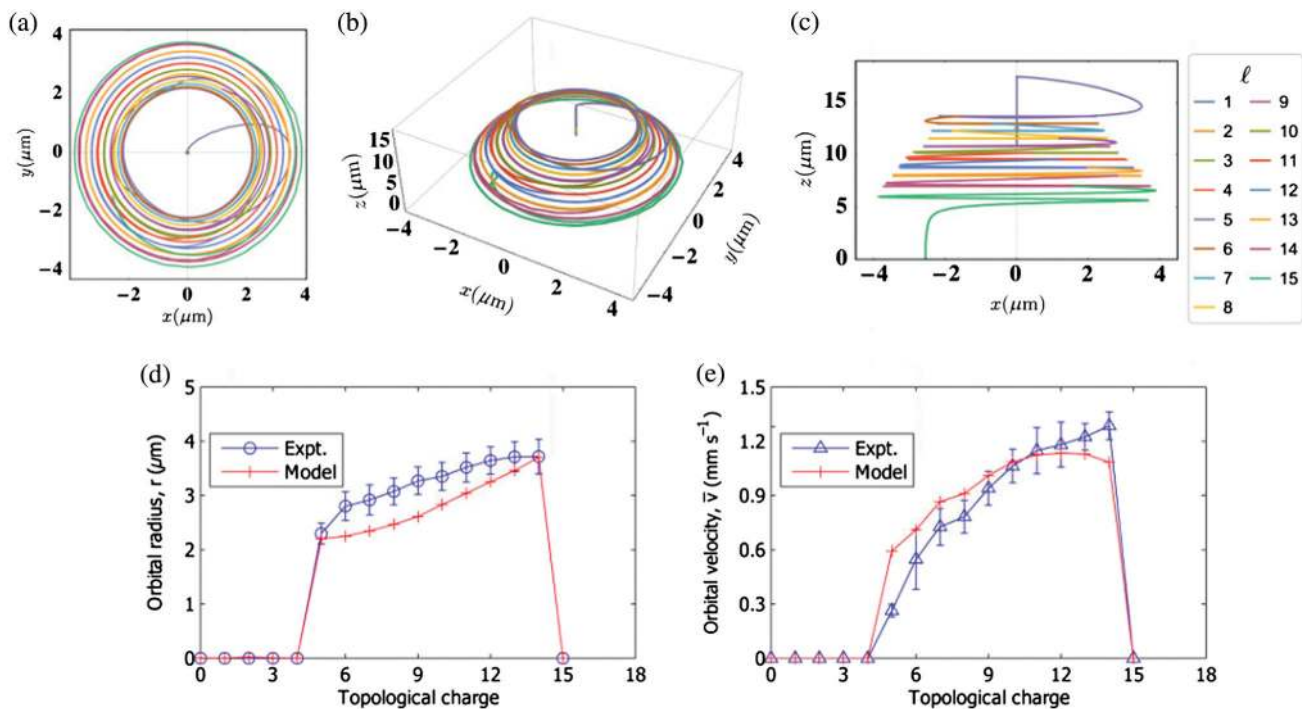 (a)
4
2
0
−2
−4
y(μm)
−2 0 2 4
x(μm)
(b)
15
10
5
0
z(μm)
−4
−2
0
2
4
x(μm)
4
2
0
−2
−4
y(μm)
(c)
15
10
5
0
z(μm)
−4 −2 0 2 4
x(μm)
ℓ
1 9
2 10
3 11
4 12
5 13
6 14
7 15
8
(d)
5
4
3
2
1
0
Orbital radius, r (μm)
Expt.
Model
0 3 6 9 12 15 18
Topological charge
(e)
1.5
1.2
0.9
0.6
0.3
0
Orbital velocity, v̅ (mm s⁻¹)
Expt.
Model
0 3 6 9 12 15 18
Topological charge